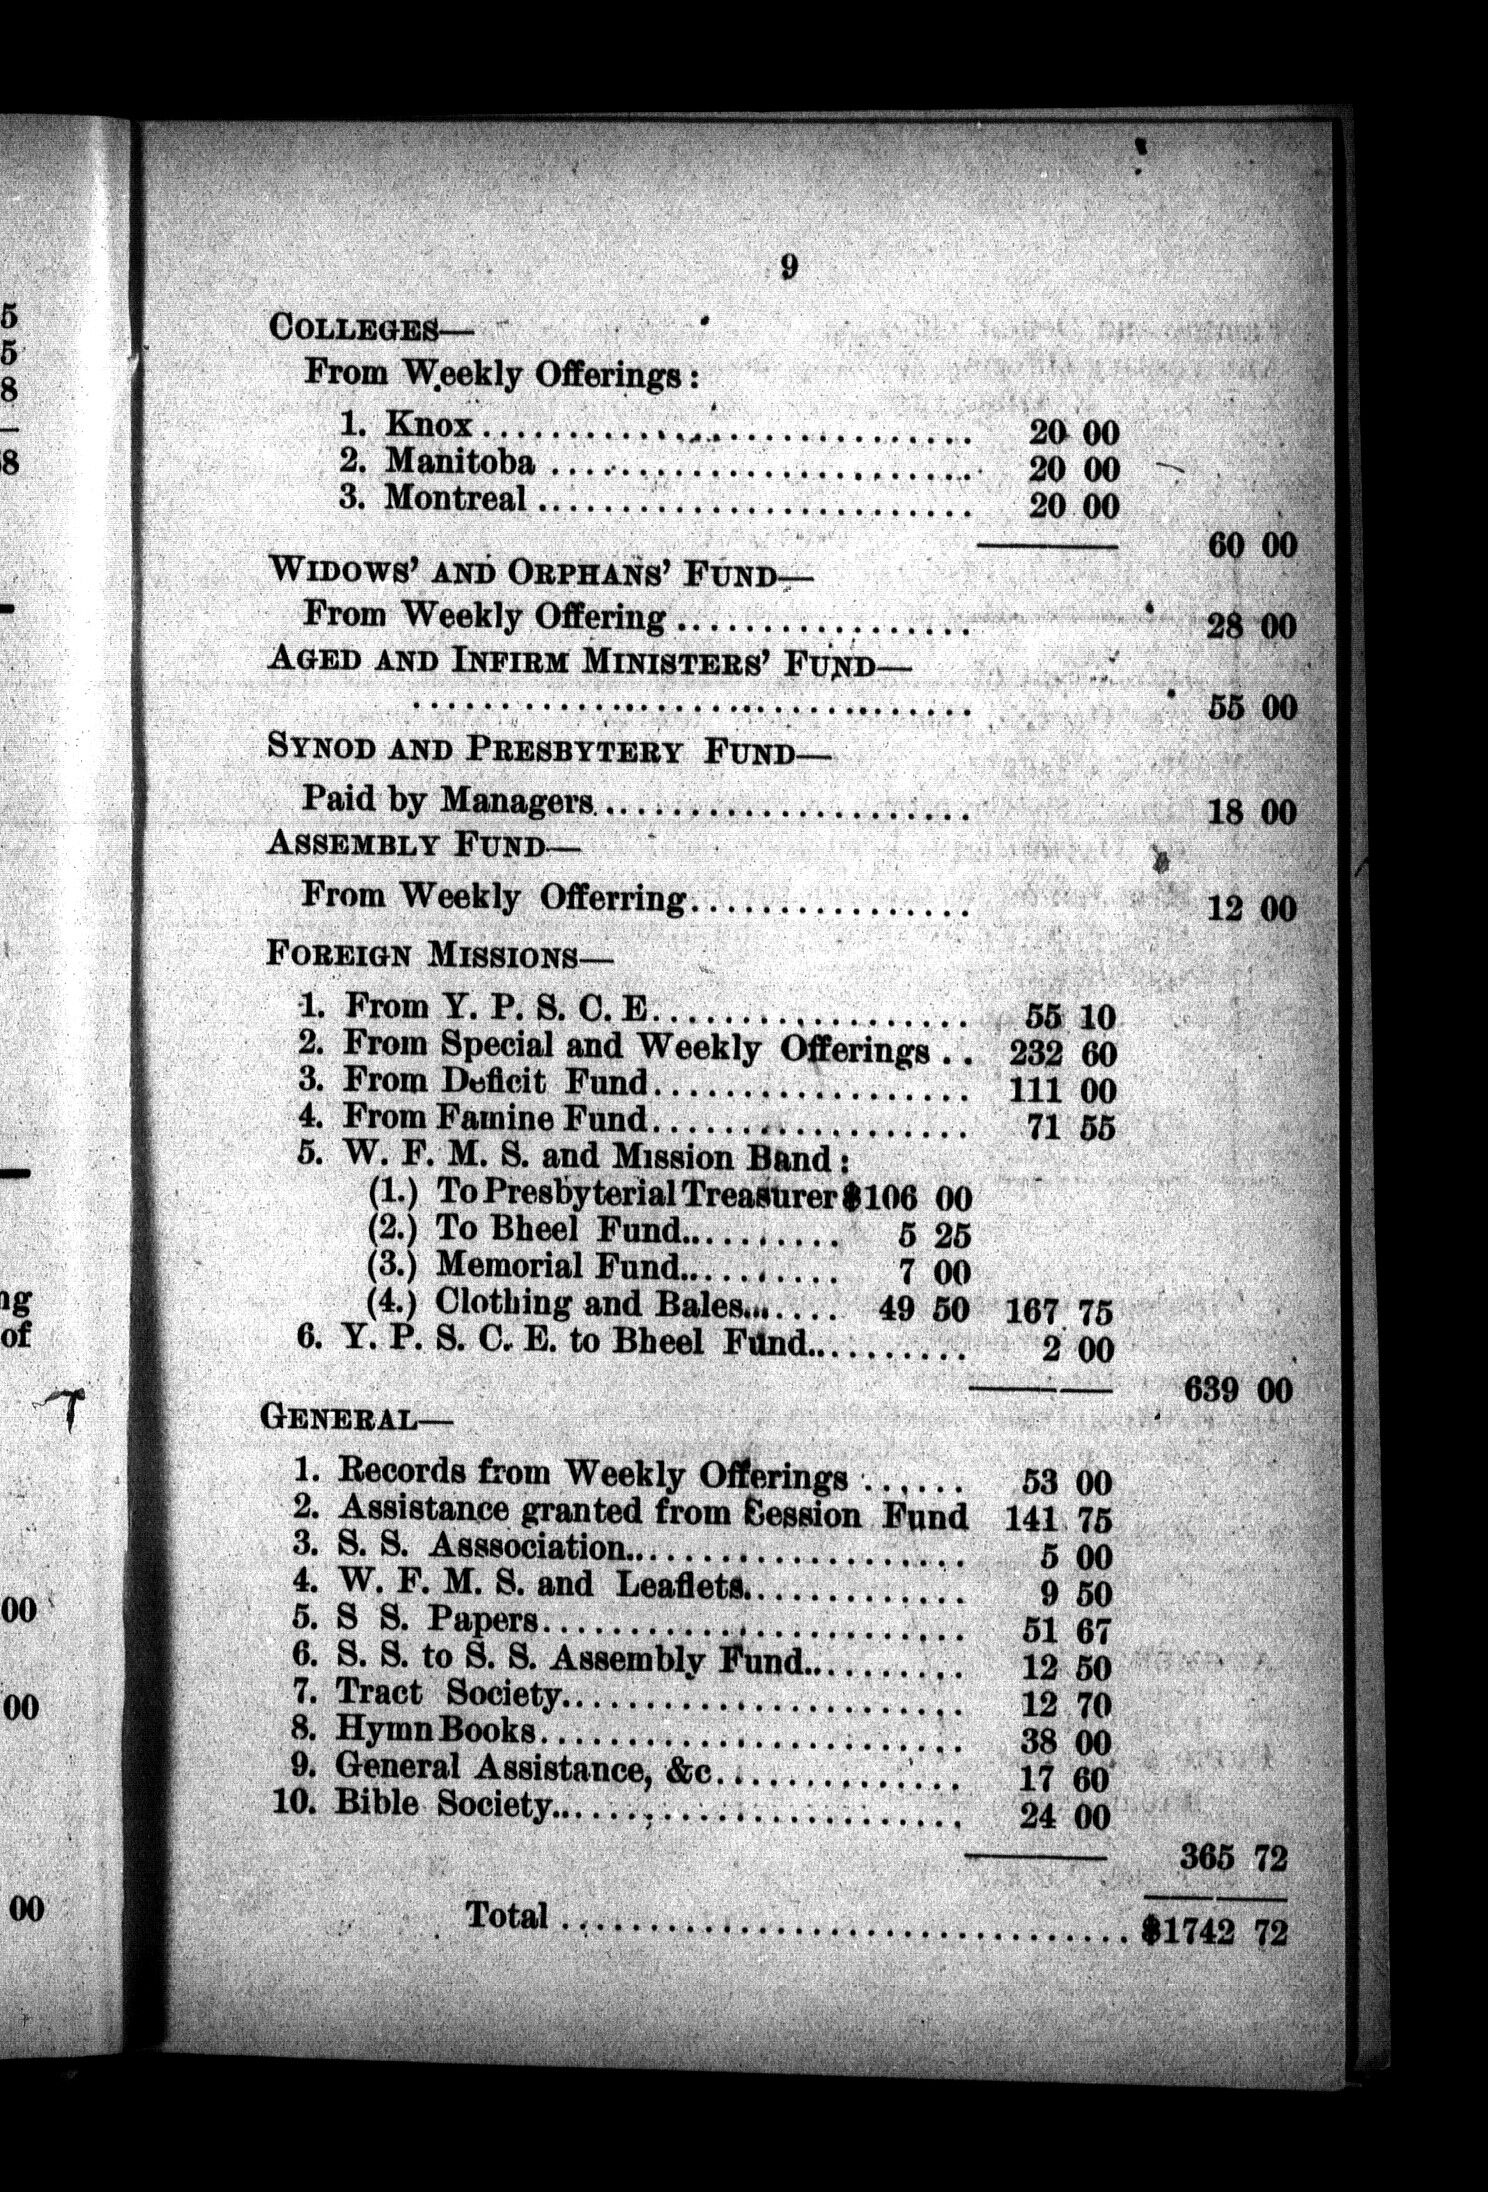 9
COLLEGES—
From Weekly Offerings :
1. Knox .............................. 20 00
2. Manitoba .......................... 20 00
3. Montreal .......................... 20 00
60 00
WIDOWS' AND ORPHANS' FUND—
From Weekly Offering ................. 28 00
AGED AND INFIRM MINISTERS' FUND—
................................. 55 00
SYNOD AND PRESBYTERY FUND—
Paid by Managers ..................... 18 00
ASSEMBLY FUND—
From Weekly Offerring................ 12 00
FOREIGN MISSIONS—
1. From Y. P. S. C. E.................. 55 10
2. From Special and Weekly Offerings .. 232 60
3. From Deficit Fund.................. 111 00
4. From Famine Fund.................. 71 55
5. W. F. M. S. and Mission Band :
(1.) To Presbyterial Treasurer $106 00
(2.) To Bheel Fund.......... 5 25
(3.) Memorial Fund.......... 7 00
(4.) Clothing and Bales....... 49 50 167 75
6. Y. P. S. C. E. to Bheel Fund.......... 2 00
639 00
GENERAL—
1. Records from Weekly Offerings ...... 53 00
2. Assistance granted from Session Fund 141 75
3. S. S. Asssociation.................... 5 00
4. W. F. M. S. and Leaflets............. 9 50
5. S S. Papers........................ 51 67
6. S. S. to S. S. Assembly Fund.......... 12 50
7. Tract Society....................... 12 70
8. Hymn Books........................ 38 00
9. General Assistance, &c.............. 17 60
10. Bible Society........................ 24 00
365 72
Total ................................. $1742 72
5
5
8
8
ng
of
00
00
00